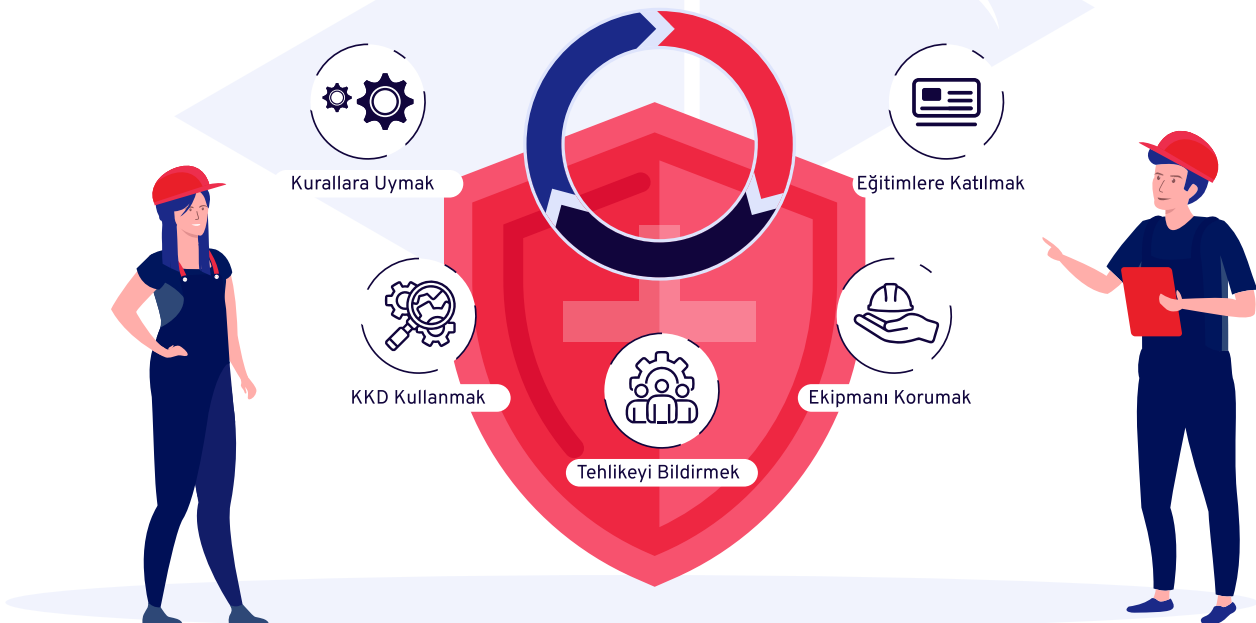 Kurallara Uymak
Eğitimlere Katılmak
KKD Kullanmak
Ekipmanı Korumak
Tehlikeyi Bildirmek